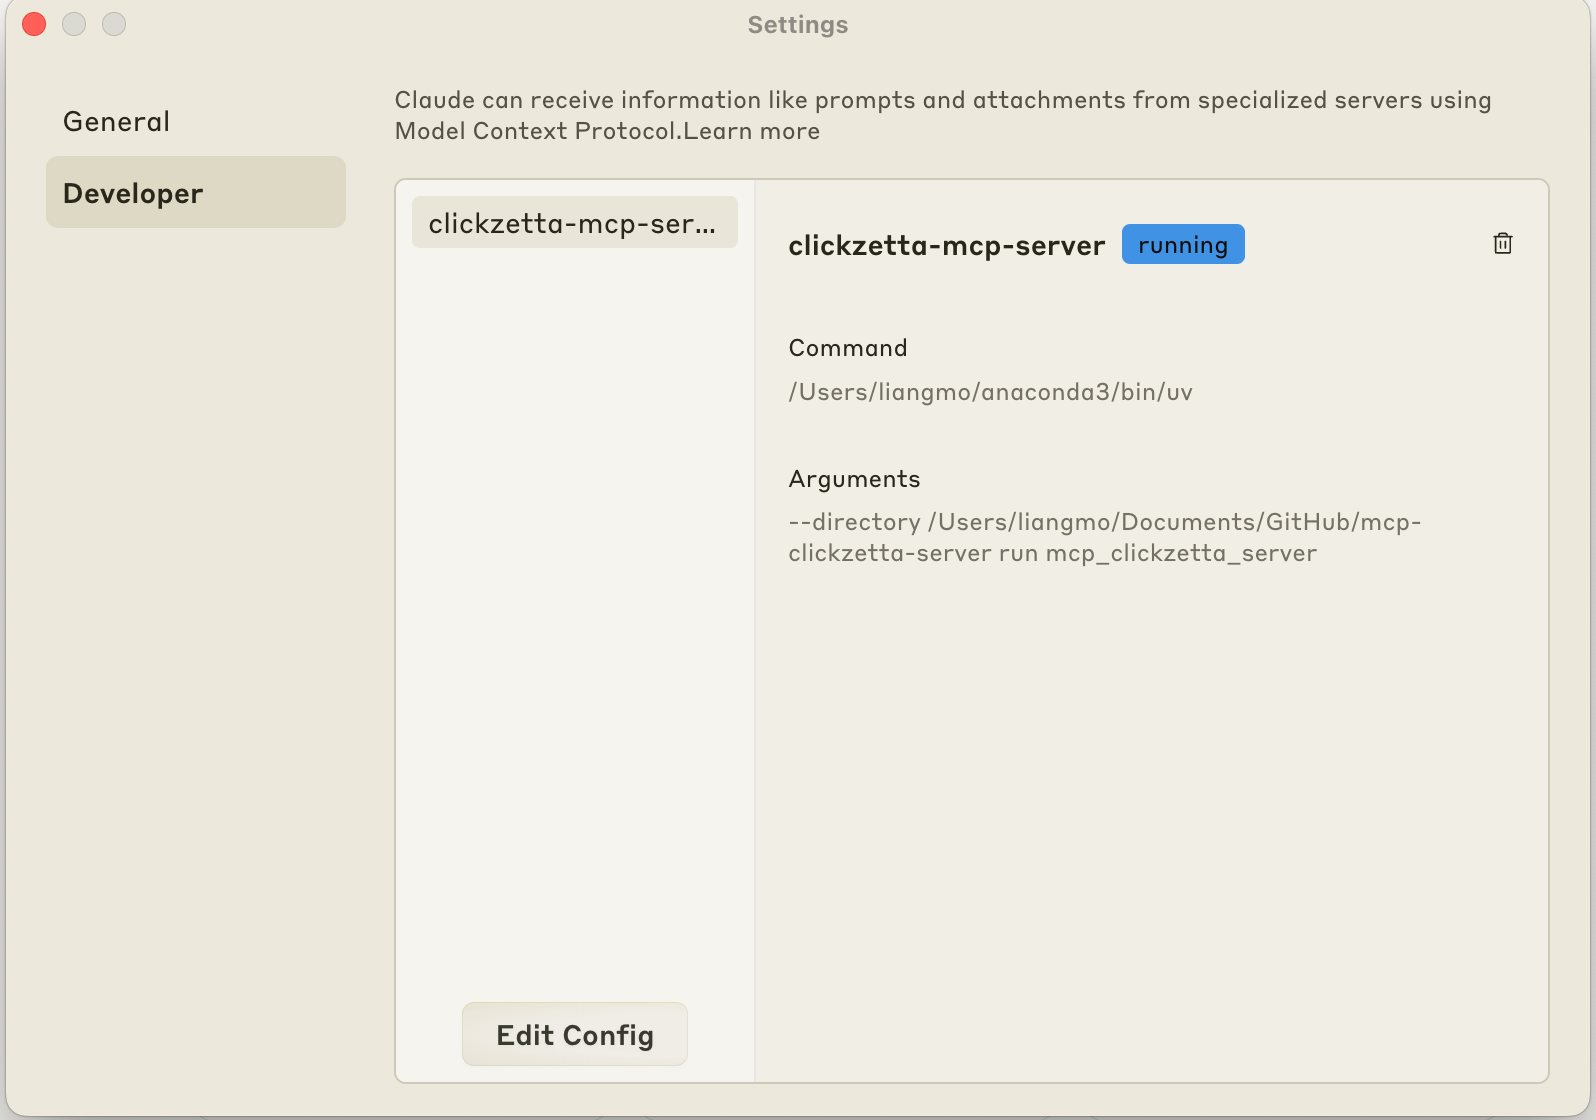 Settings
General
Developer
Claude can receive information like prompts and attachments from specialized servers using
Model Context Protocol.Learn more
clickzetta-mcp-ser...
clickzetta-mcp-server running
Command
/Users/liangmo/anaconda3/bin/uv
Arguments
--directory /Users/liangmo/Documents/GitHub/mcp-
clickzetta-server run mcp_clickzetta_server
Edit Config